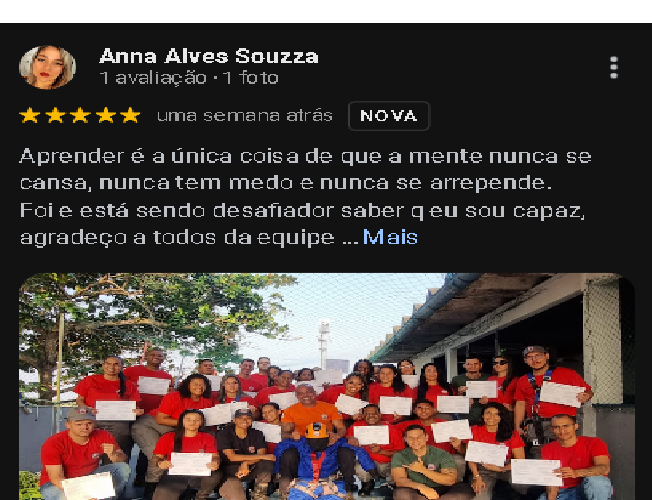 Anna Alves Souzza
1 avaliação · 1 foto
uma semana atrás NOVA
Aprender é a única coisa de que a mente nunca se
cansa, nunca tem medo e nunca se arrepende.
Foi e está sendo desafiador saber q eu sou capaz,
agradeço a todos da equipe ... Mais